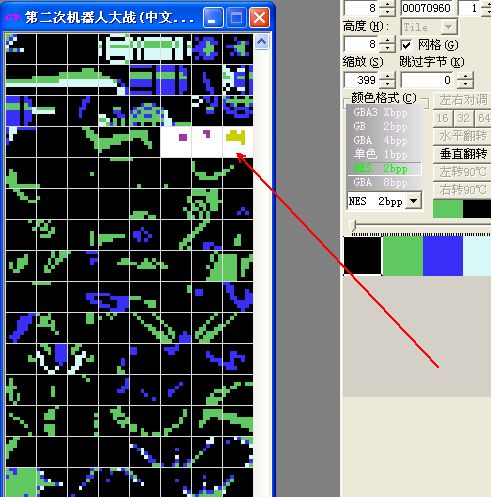 CT 第二次机器人大战(中文...
8 00070960 1
高度(H): Tile
8 网格(G)
缩放(S) 跳过字节(K)
399 0
颜色格式(C)
GBA3 Xbpp
GB 2bpp
GBA 4bpp
单色 1bpp
NES 2bpp
GBA 8bpp
NES 2bpp
左右对调
16 32 64
水平翻转
垂直翻转
左转90℃
右转90℃